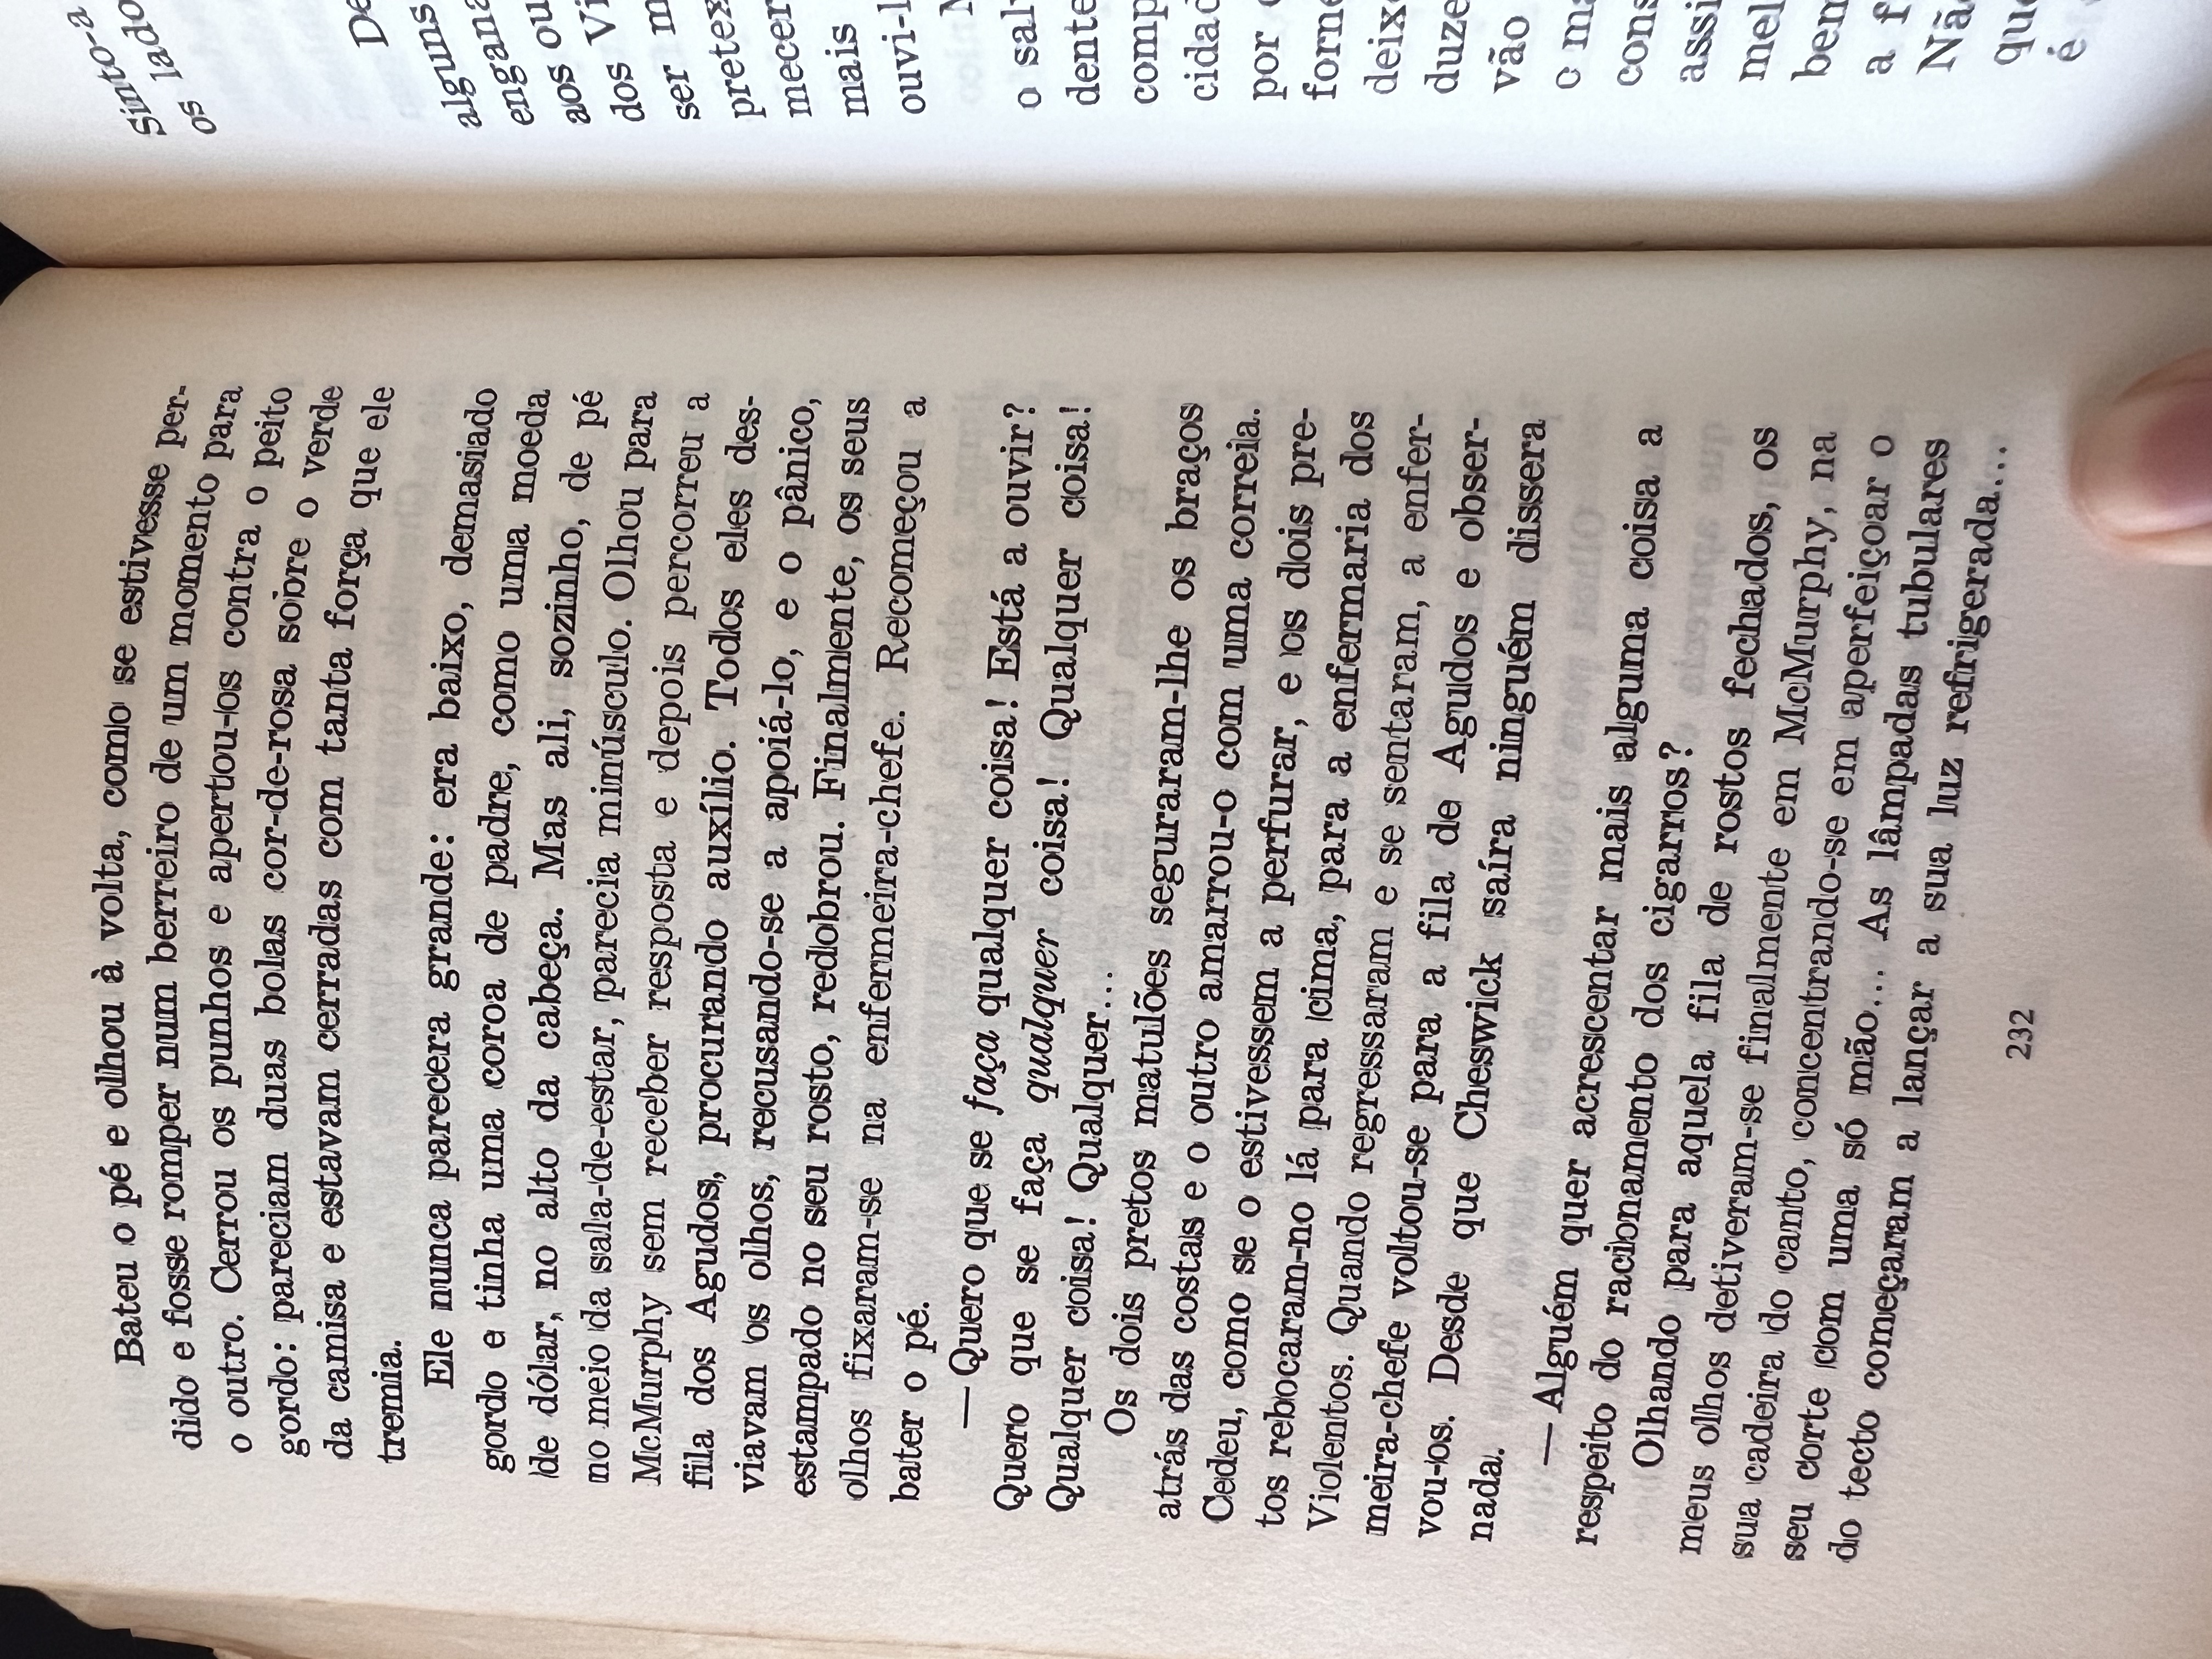 Bateu o pé e olhou à volta, como se estivesse per-
dido e fosse romper num berreiro de um momento para
o outro. Cerrou os punhos e apertou-os contra o peito
gordo: pareciam duas bolas cor-de-rosa sobre o verde
da camisa e estavam cerradas com tanta força que ele
tremia.
Ele nunca parecera grande: era baixo, demasiado
gordo e tinha uma coroa de padre, como uma moeda
de dólar, no alto da cabeça. Mas ali, sozinho, de pé
no meio da sala-de-estar, parecia minúsculo. Olhou para
McMurphy sem receber resposta e depois percorreu a
fila dos Agudos, procurando auxílio. Todos eles des-
viavam os olhos, recusando-se a apoiá-lo, e o pânico,
estampado no seu rosto, redobrou. Finalmente, os seus
olhos fixaram-se na enfermeira-chefe. Recomeçou a
bater o pé.
— Quero que se faça qualquer coisa! Está a ouvir?
Quero que se faça qualquer coisa! Qualquer coisa!
Qualquer coisa! Qualquer...
Os dois pretos matulões seguraram-lhe os braços
atrás das costas e o outro amarrou-o com uma correia.
Cedeu, como se o estivessem a perfurar, e os dois pre-
tos rebocaram-no lá para cima, para a enfermaria dos
Violentos. Quando regressaram e se sentaram, a enfer-
meira-chefe voltou-se para a fila de Agudos e obser-
vou-os. Desde que Cheswick saíra ninguém dissera
nada.
— Alguém quer acrescentar mais alguma coisa a
respeito do racionamento dos cigarros?
Olhando para aquela fila de rostos fechados, os
meus olhos detiveram-se finalmente em McMurphy, na
sua cadeira do canto, concentrando-se em aperfeiçoar o
seu corte com uma só mão... As lâmpadas tubulares
do tecto começaram a lançar a sua luz refrigerada...
232
Sinto-a
os lado
alguns
engana
aos ou
dos Vi
ser m
pretex
mecer
mais
ouvi-l
o sal
dente
comp
cidad
por
forne
deix
duze
vão
o ma
cons
assi
mel
bem
a f
Nã
que
é